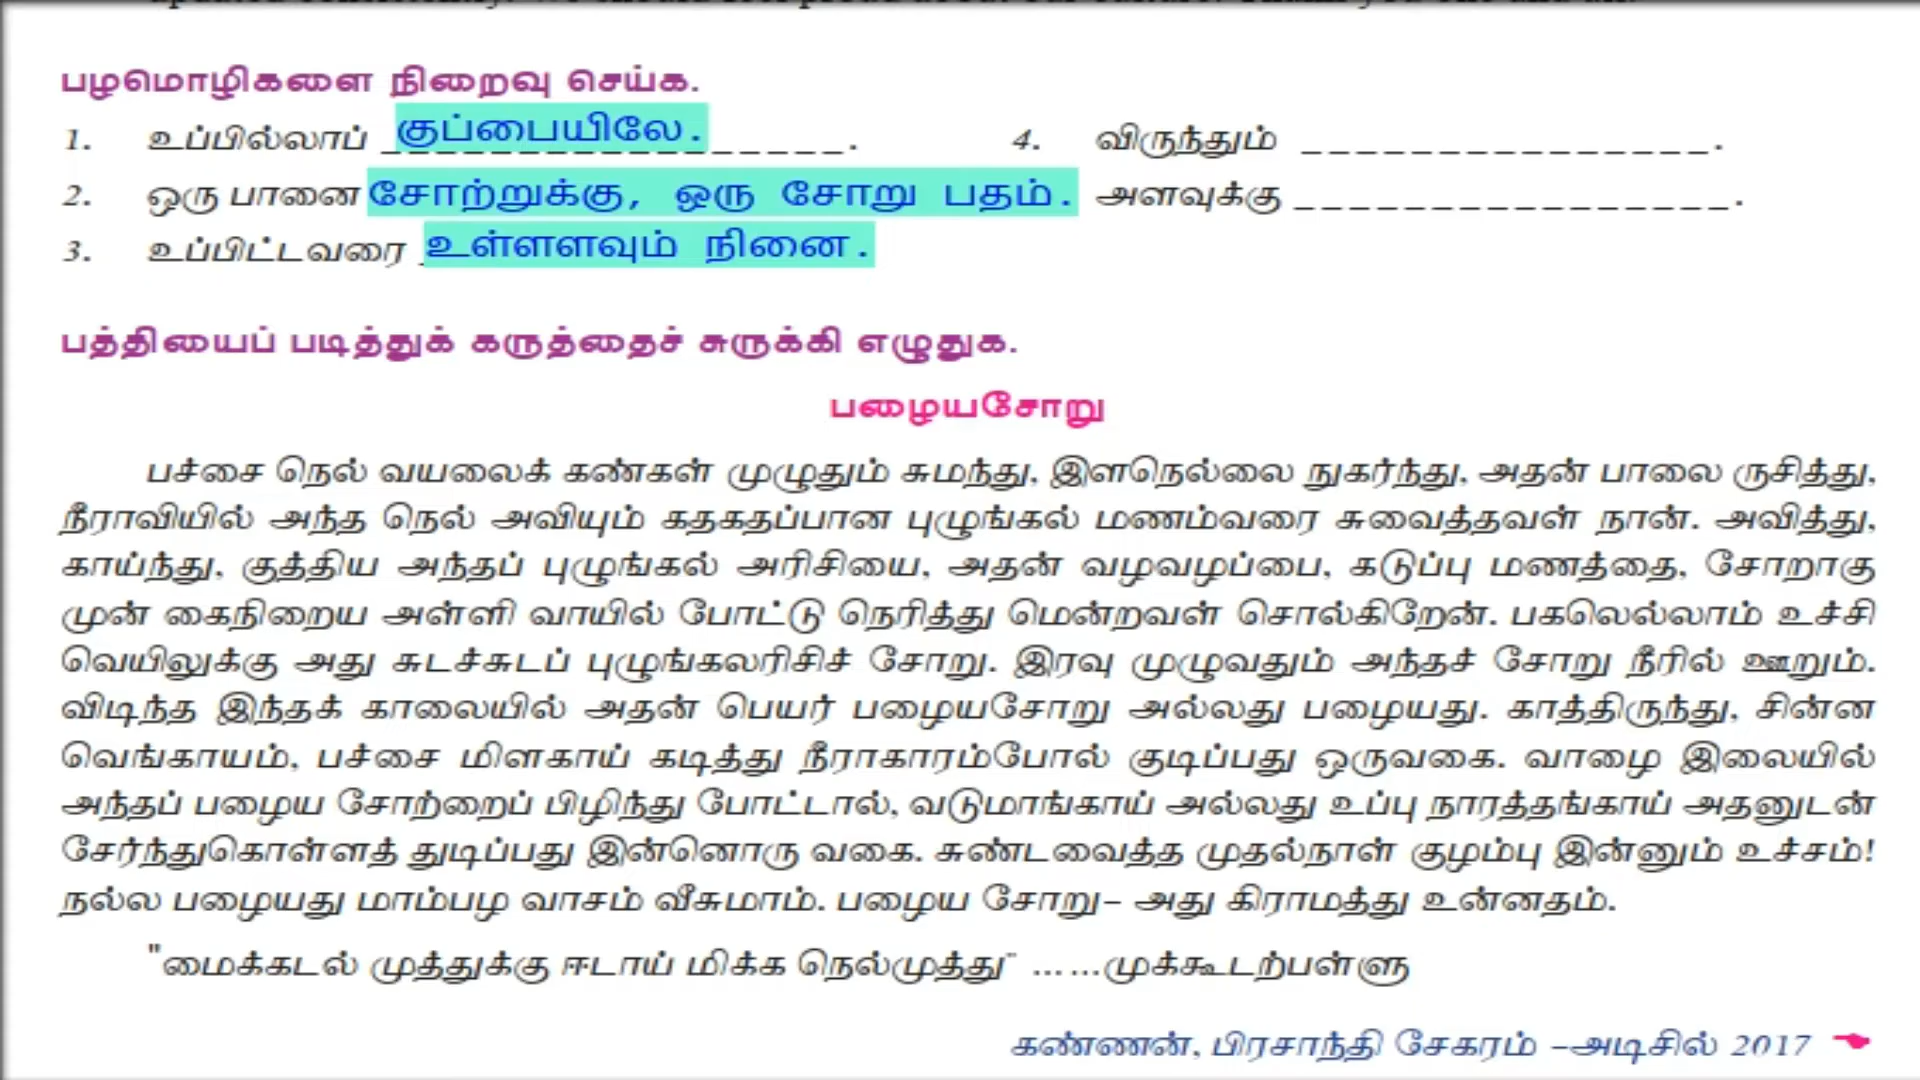 பழமொழிகளை நிறைவு செய்க.
1. உப்பில்லாப் குப்பையிலே. _ _ _ _ _ _ _. 4. விருந்தும் _ _ _ _ _ _ _ _ _ _ _ _ _ _ _.
2. ஒரு பானை சோற்றுக்கு, ஒரு சோறு பதம். அளவுக்கு _ _ _ _ _ _ _ _ _ _ _ _ _ _ _ _.
3. உப்பிட்டவரை உள்ளளவும் நினை.
பத்தியைப் படித்துக் கருத்தைச் சுருக்கி எழுதுக.
பழையசோறு
பச்சை நெல் வயலைக் கண்கள் முழுதும் சுமந்து, இளநெல்லை நுகர்ந்து, அதன் பாலை ருசித்து,
நீராவியில் அந்த நெல் அவியும் கதகதப்பான புழுங்கல் மணம்வரை சுவைத்தவள் நான். அவித்து,
காய்ந்து, குத்திய அந்தப் புழுங்கல் அரிசியை, அதன் வழவழப்பை, கடுப்பு மணத்தை, சோறாகு
முன் கைநிறைய அள்ளி வாயில் போட்டு நெரித்து மென்றவள் சொல்கிறேன். பகலெல்லாம் உச்சி
வெயிலுக்கு அது சுடச்சுடப் புழுங்கலரிசிச் சோறு. இரவு முழுவதும் அந்தச் சோறு நீரில் ஊறும்.
விடிந்த இந்தக் காலையில் அதன் பெயர் பழையசோறு அல்லது பழையது. காத்திருந்து, சின்ன
வெங்காயம், பச்சை மிளகாய் கடித்து நீராகாரம்போல் குடிப்பது ஒருவகை. வாழை இலையில்
அந்தப் பழைய சோற்றைப் பிழிந்து போட்டால், வடுமாங்காய் அல்லது உப்பு நாரத்தங்காய் அதனுடன்
சேர்ந்துகொள்ளத் துடிப்பது இன்னொரு வகை. சுண்டவைத்த முதல்நாள் குழம்பு இன்னும் உச்சம்!
நல்ல பழையது மாம்பழ வாசம் வீசுமாம். பழைய சோறு– அது கிராமத்து உன்னதம்.
"மைக்கடல் முத்துக்கு ஈடாய் மிக்க நெல்முத்து" ... ...முக்கூடற்பள்ளு
கண்ணன், பிரசாந்தி சேகரம் –அடிசில் 2017